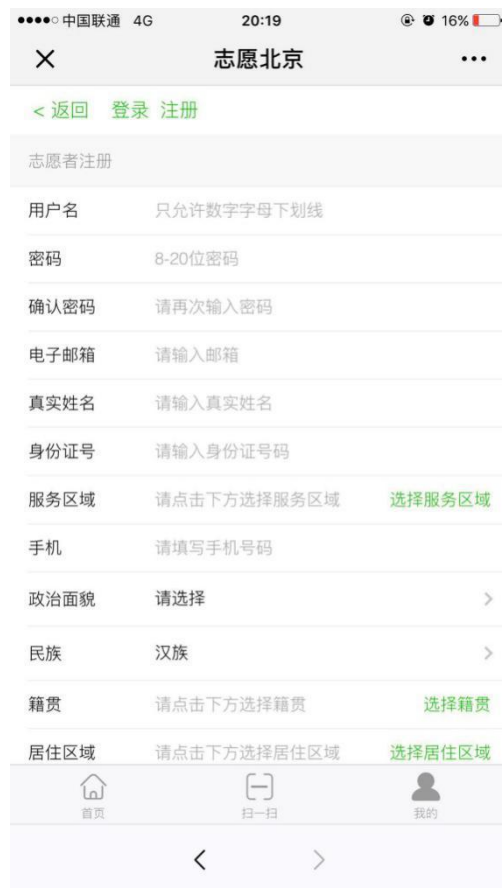 中国联通 4G 20:19 16%
志愿北京
< 返回 登录 注册
志愿者注册
用户名 只允许数字字母下划线
密码 8-20位密码
确认密码 请再次输入密码
电子邮箱 请输入邮箱
真实姓名 请输入真实姓名
身份证号 请输入身份证号码
服务区域 请点击下方选择服务区域 选择服务区域
手机 请填写手机号码
政治面貌 请选择
民族 汉族
籍贯 请点击下方选择籍贯 选择籍贯
居住区域 请点击下方选择居住区域 选择居住区域
首页 扫一扫 我的